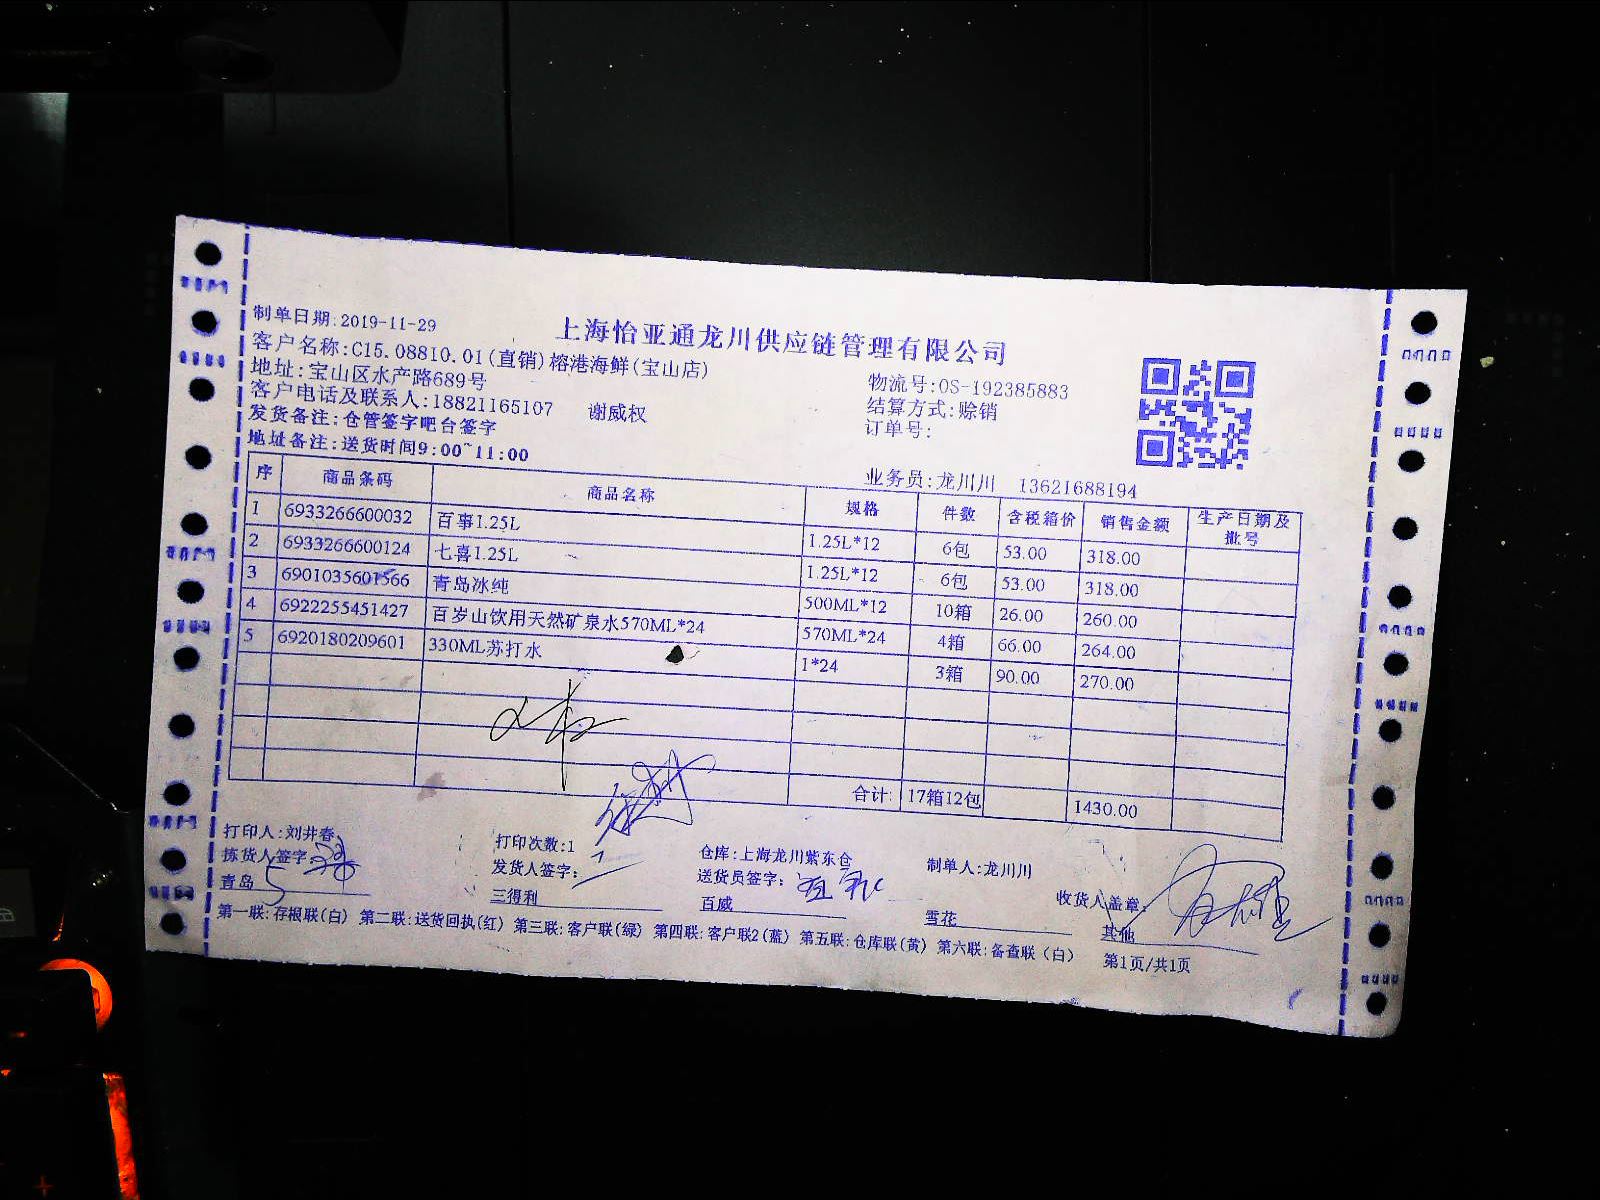 制单日期:2019-11-29
上海怡亚通龙川供应链管理有限公司
客户名称:C15.08810.01(直销)榕港海鲜(宝山店)
地址:宝山区水产路689号
物流号:OS-192385883
客户电话及联系人:18821165107 谢威权
结算方式:赊销
发货备注:仓管签字吧台签字
订单号:
地址备注:送货时间9:00~11:00
业务员:龙川川 13621688194
序 商品条码 商品名称 规格 件数 含税箱价 销售金额 生产日期及批号
1 6933266600032 百事1.25L 1.25L*12 6包 53.00 318.00
2 6933266600124 七喜1.25L 1.25L*12 6包 53.00 318.00
3 6901035601566 青岛冰纯 500ML*12 10箱 26.00 260.00
4 6922255451427 百岁山饮用天然矿泉水570ML*24 570ML*24 4箱 66.00 264.00
5 6920180209601 330ML苏打水 1*24 3箱 90.00 270.00
合计: 17箱12包 1430.00
打印人:刘井春 打印次数:1 仓库:上海龙川紫东仓 制单人:龙川川
拣货人签字: 发货人签字: 送货员签字: 收货人盖章:
青岛 5 三得利 百威 雪花 其他
第一联:存根联(白) 第二联:送货回执(红) 第三联:客户联(绿) 第四联:客户联2(蓝) 第五联:仓库联(黄) 第六联:备查联(白) 第1页/共1页